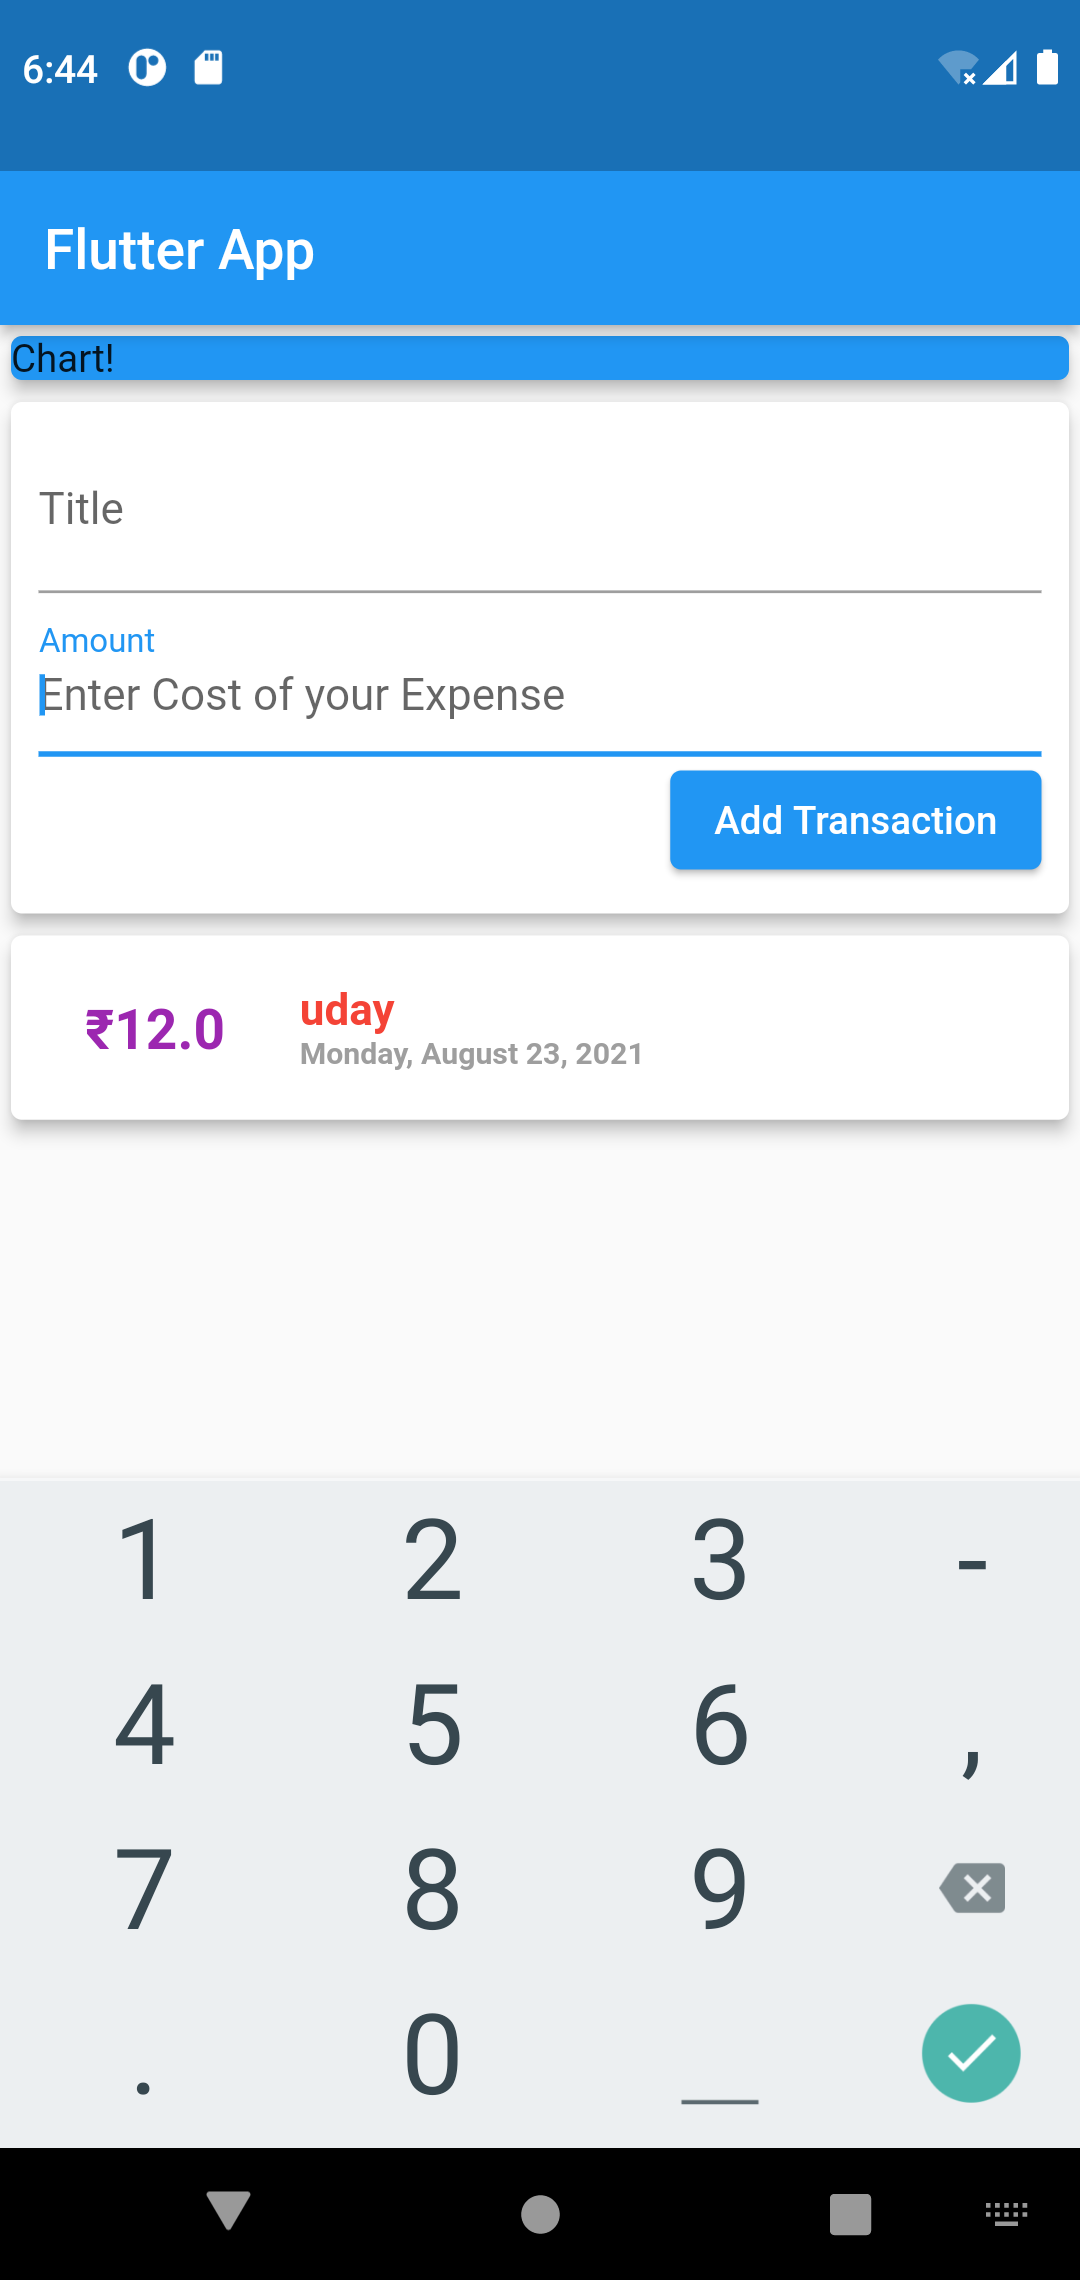 6:44
Flutter App
Chart!
Title
Amount
Enter Cost of your Expense
Add Transaction
₹12.0
uday
Monday, August 23, 2021
1 2 3 -
4 5 6 ,
7 8 9
. 0